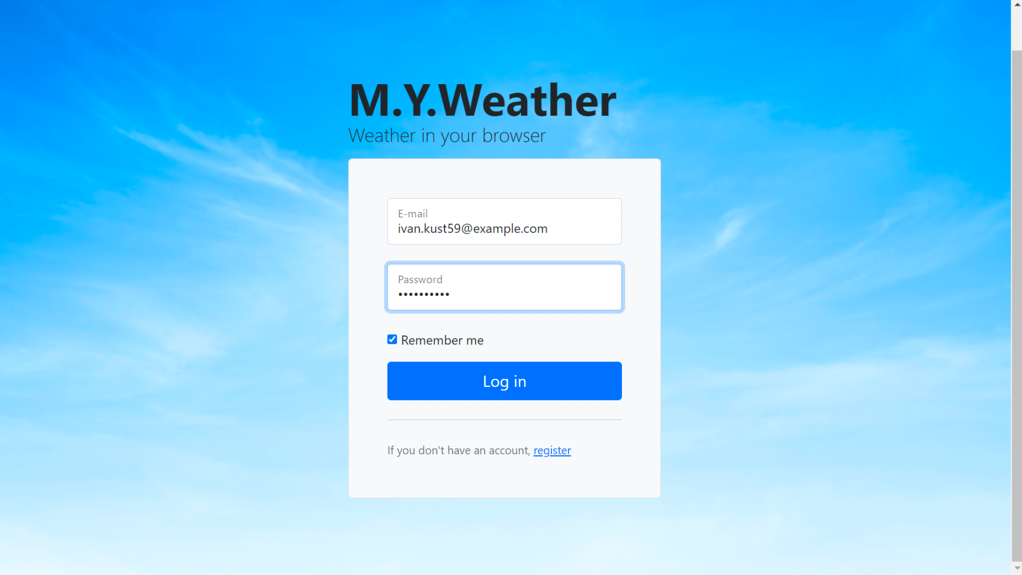 M.Y.Weather
Weather in your browser
E-mail
ivan.kust59@example.com
Password
••••••••••
Remember me
Log in
If you don't have an account, register